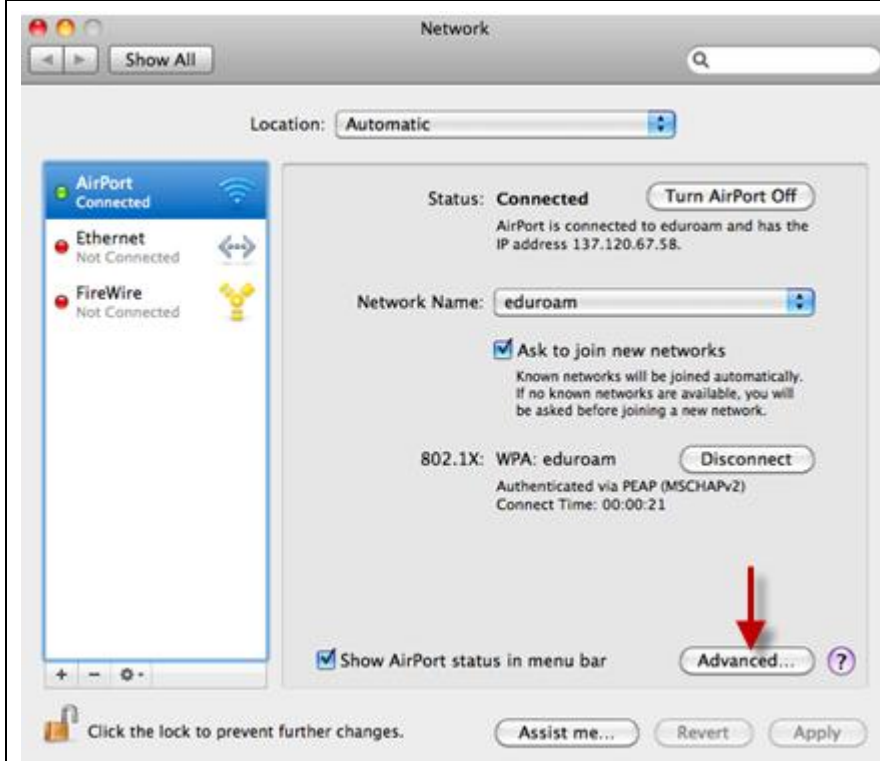 Network
Show All
Location: Automatic
AirPort
Connected
Ethernet
Not Connected
FireWire
Not Connected
Status: Connected Turn AirPort Off
AirPort is connected to eduroam and has the
IP address 137.120.67.58.
Network Name: eduroam
Ask to join new networks
Known networks will be joined automatically.
If no known networks are available, you will
be asked before joining a new network.
802.1X: WPA: eduroam Disconnect
Authenticated via PEAP (MSCHAPv2)
Connect Time: 00:00:21
Show AirPort status in menu bar Advanced... ?
+ -
Click the lock to prevent further changes. Assist me... Revert Apply